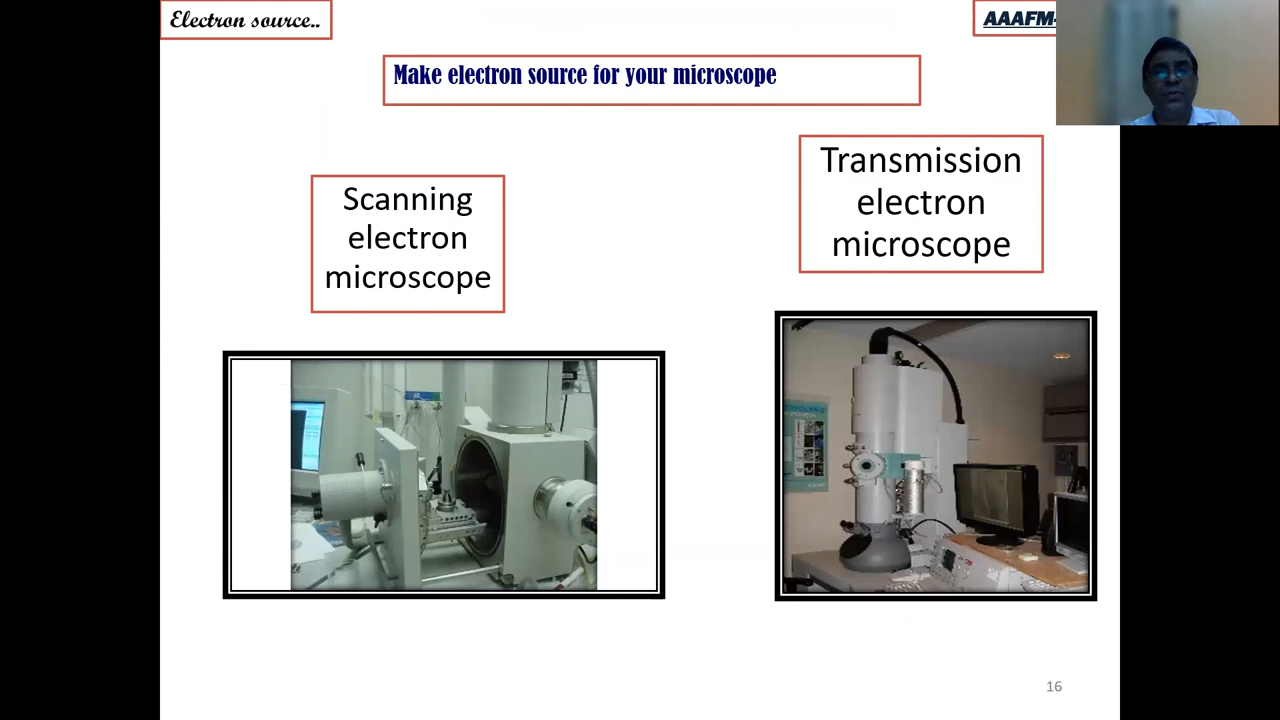 Electron source..
AAAFM-
Make electron source for your microscope
Transmission
electron
microscope
Scanning
electron
microscope
16